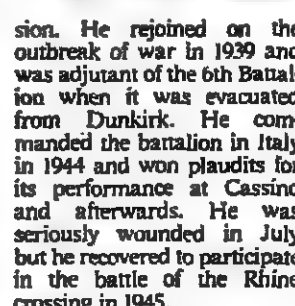 sion. He rejoined on the
outbreak of war in 1939 and
was adjutant of the 6th Battal-
ion when it was evacuated
from Dunkirk. He com-
manded the battalion in Italy
in 1944 and won plaudits for
its performance at Cassino
and afterwards. He was
seriously wounded in July
but he recovered to participate
in the battle of the Rhine
crossing in 1945.